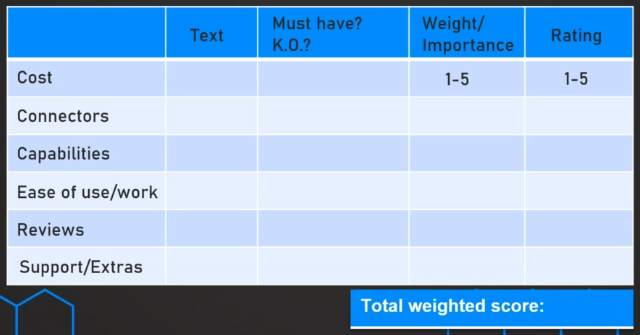 Text
Must have?
K.O.?
Weight/
Importance
Rating
Cost
1-5
1-5
Connectors
Capabilities
Ease of use/work
Reviews
Support/Extras
Total weighted score: